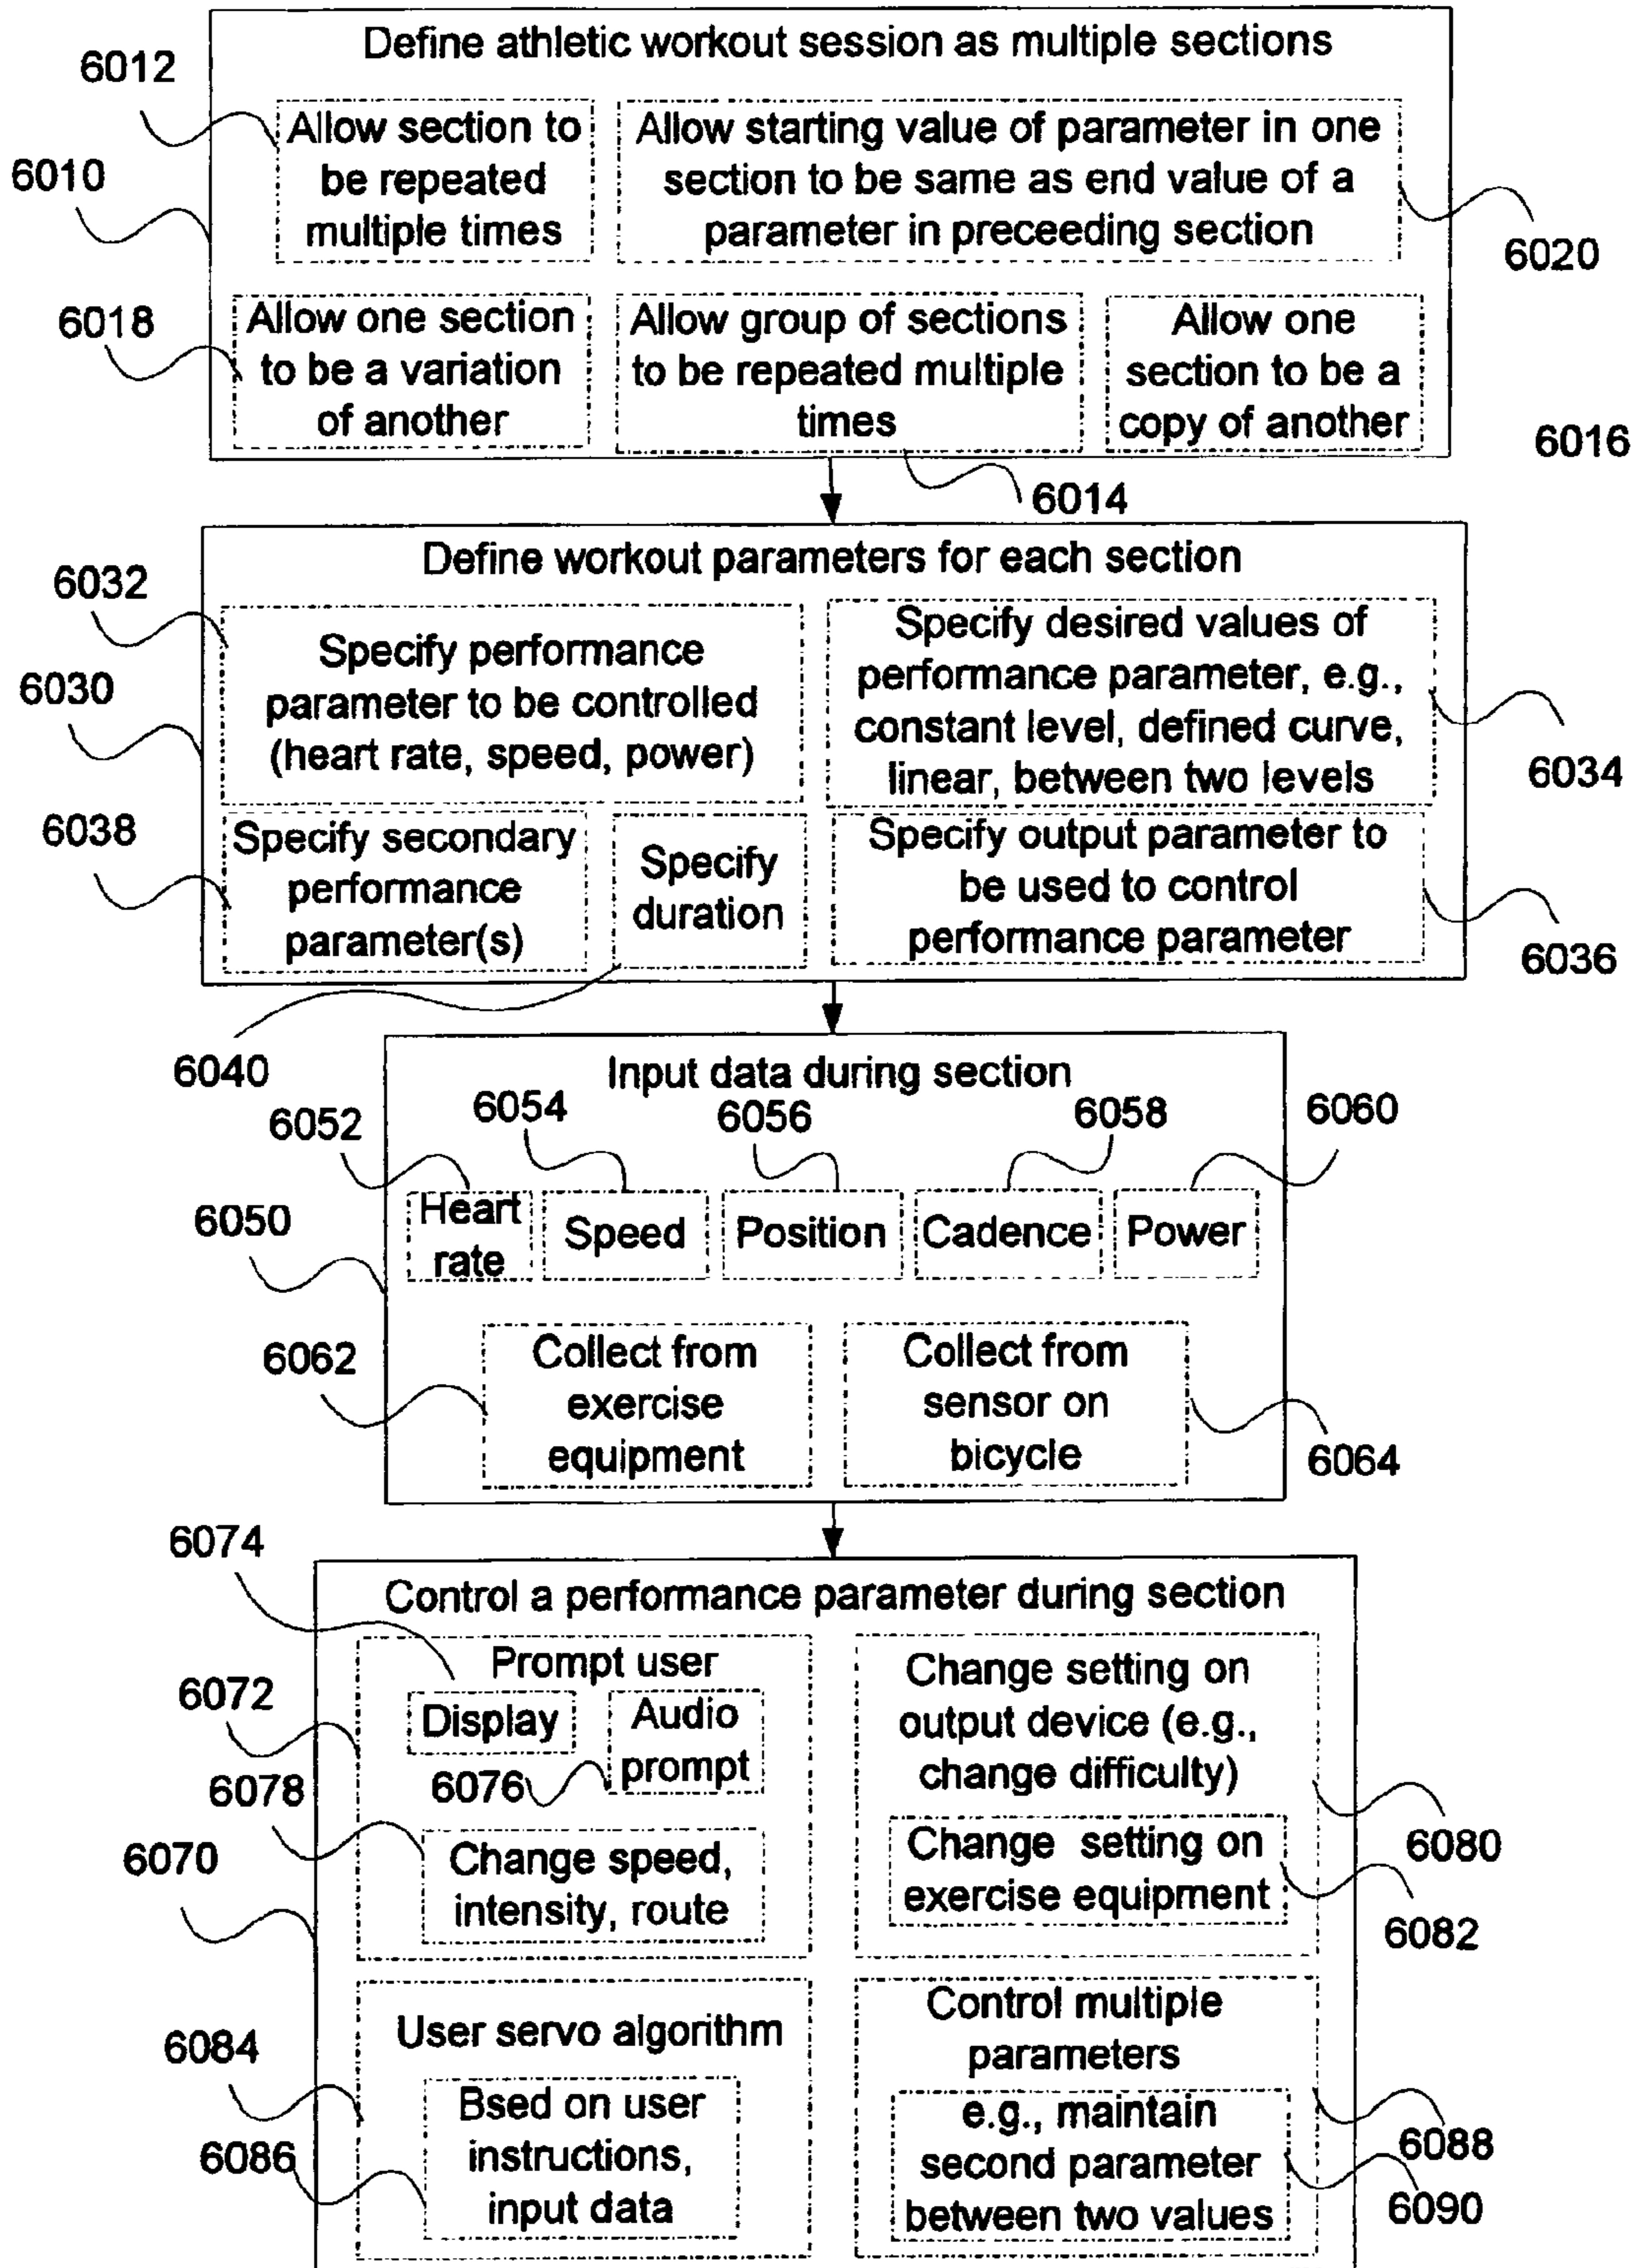 Define athletic workout session as multiple sections
6012
Allow section to
be repeated
multiple times
Allow starting value of parameter in one
section to be same as end value of a
parameter in preceeding section
6010
6020
6018
Allow one section
to be a variation
of another
Allow group of sections
to be repeated multiple
times
Allow one
section to be a
copy of another
6016
6014
Define workout parameters for each section
6032
Specify performance
parameter to be controlled
(heart rate, speed, power)
Specify desired values of
performance parameter, e.g.,
constant level, defined curve,
linear, between two levels
6030
6034
6038
Specify secondary
performance
parameter(s)
Specify
duration
Specify output parameter to
be used to control
performance parameter
6036
6040
Input data during section
6052
6054
6056
6058
6060
6050
Heart
rate
Speed
Position
Cadence
Power
6062
Collect from
exercise
equipment
Collect from
sensor on
bicycle
6064
6074
Control a performance parameter during section
6072
Prompt user
Display
Audio
prompt
6076
6078
Change speed,
intensity, route
6070
Change setting on
output device (e.g.,
change difficulty)
6080
Change setting on
exercise equipment
6082
6084
User servo algorithm
6086
Bsed on user
instructions,
input data
Control multiple
parameters
6088
e.g., maintain
second parameter
between two values
6090